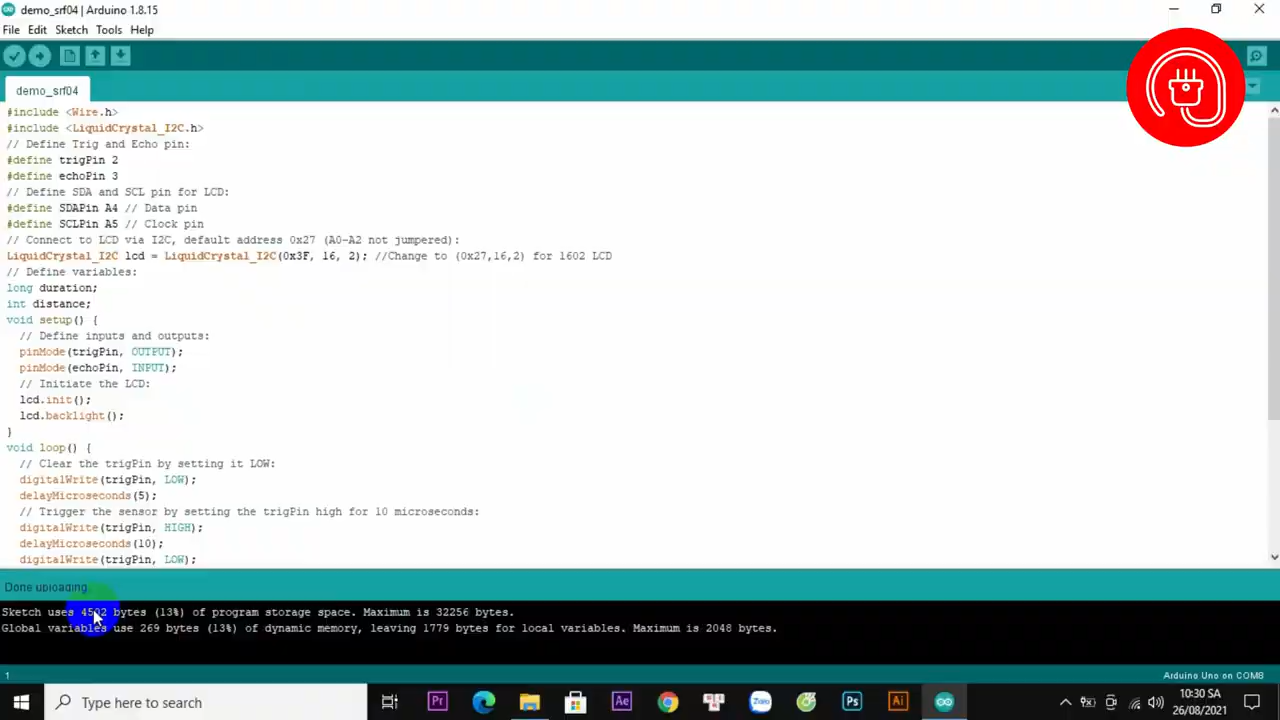 demo_srf04 | Arduino 1.8.15
File Edit Sketch Tools Help
demo_srf04
#include <Wire.h>
#include <LiquidCrystal_I2C.h>
// Define Trig and Echo pin:
#define trigPin 2
#define echoPin 3
// Define SDA and SCL pin for LCD:
#define SDAPin A4 // Data pin
#define SCLPin A5 // Clock pin
// Connect to LCD via I2C, default address 0x27 (A0-A2 not jumpered):
LiquidCrystal_I2C lcd = LiquidCrystal_I2C(0x3F, 16, 2); //Change to (0x27,16,2) for 1602 LCD
// Define variables:
long duration;
int distance;
void setup() {
  // Define inputs and outputs:
  pinMode(trigPin, OUTPUT);
  pinMode(echoPin, INPUT);
  // Initiate the LCD:
  lcd.init();
  lcd.backlight();
}
void loop() {
  // Clear the trigPin by setting it LOW:
  digitalWrite(trigPin, LOW);
  delayMicroseconds(5);
  // Trigger the sensor by setting the trigPin high for 10 microseconds:
  digitalWrite(trigPin, HIGH);
  delayMicroseconds(10);
  digitalWrite(trigPin, LOW);
Done uploading.
Sketch uses 4502 bytes (13%) of program storage space. Maximum is 32256 bytes.
Global variables use 269 bytes (13%) of dynamic memory, leaving 1779 bytes for local variables. Maximum is 2048 bytes.
1
Arduino Uno on COM8
Type here to search
Pr
Ae
Zalo
Ps
Ai
10:30 SA
26/08/2021